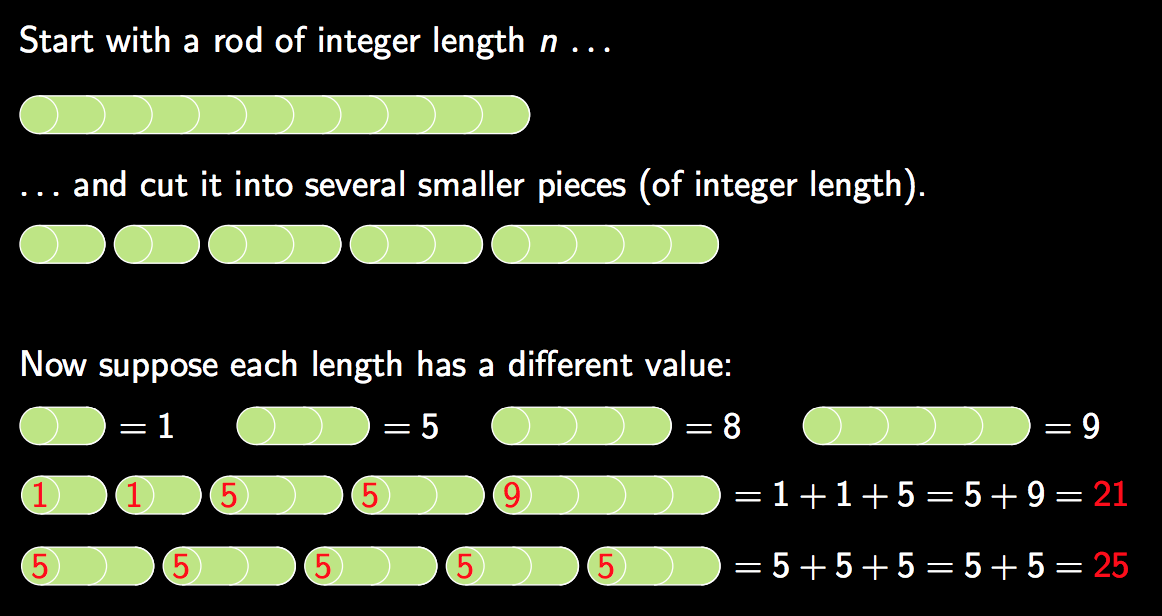 Start with a rod of integer length n . . .
. . . and cut it into several smaller pieces (of integer length).
Now suppose each length has a different value:
= 1 = 5 = 8 = 9
1 1 5 5 9 = 1 + 1 + 5 = 5 + 9 = 21
5 5 5 5 5 = 5 + 5 + 5 = 5 + 5 = 25